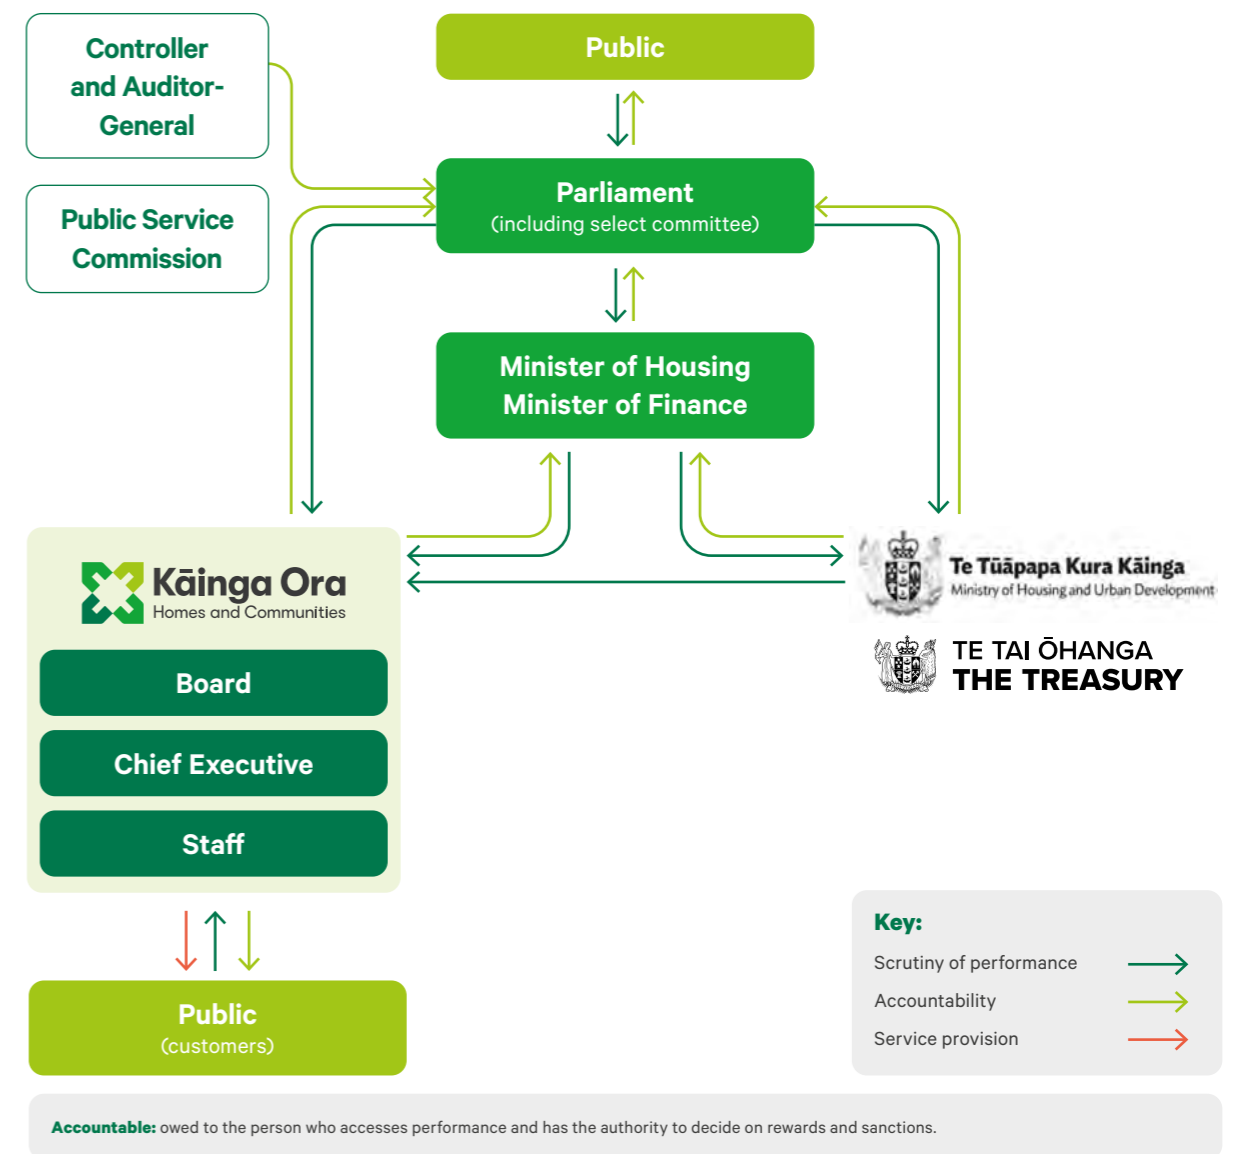 Controller
and Auditor-
General
Public Service
Commission
Public
Parliament
(including select committee)
Minister of Housing
Minister of Finance
Kāinga Ora
Homes and Communities
Board
Chief Executive
Staff
Te Tūāpapa Kura Kāinga
Ministry of Housing and Urban Development
TE TAI ŌHANGA
THE TREASURY
Public
(customers)
Key:
Scrutiny of performance
Accountability
Service provision
Accountable: owed to the person who accesses performance and has the authority to decide on rewards and sanctions.